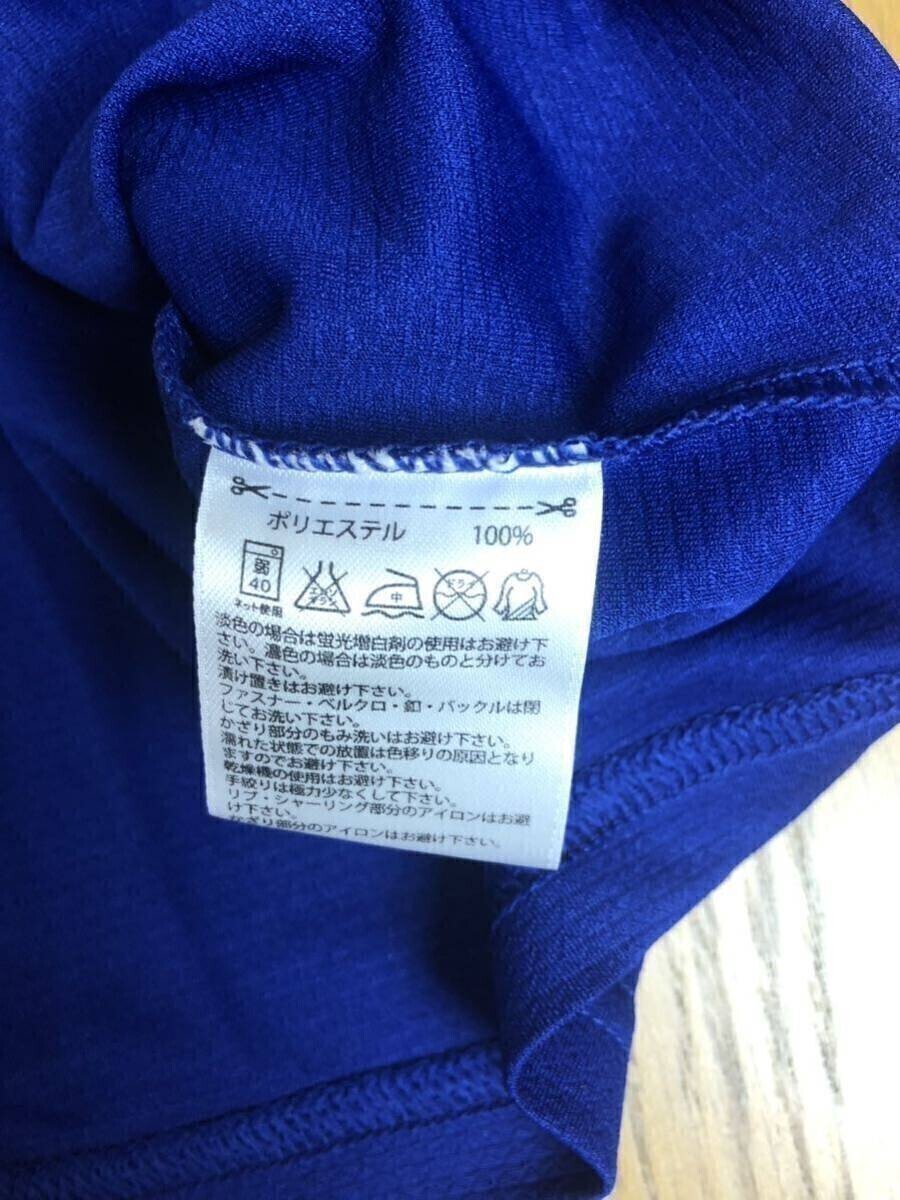 ポリエステル 100%
弱
40
ネット使用
エンソ
サラシ
中
ドライ
淡色の場合は蛍光増白剤の使用はお避け下
さい。濃色の場合は淡色のものと分けてお
洗い下さい。
漬け置きはお避け下さい。
ファスナー・ベルクロ・釦・バックルは閉
じてお洗い下さい。
かざり部分のもみ洗いはお避け下さい。
濡れた状態での放置は色移りの原因となり
ますのでお避け下さい。
乾燥機の使用はお避け下さい。
手絞りは極力少なくして下さい。
リブ・シャーリング部分のアイロンはお避
け下さい。
かざり部分のアイロンはお避け下さい。